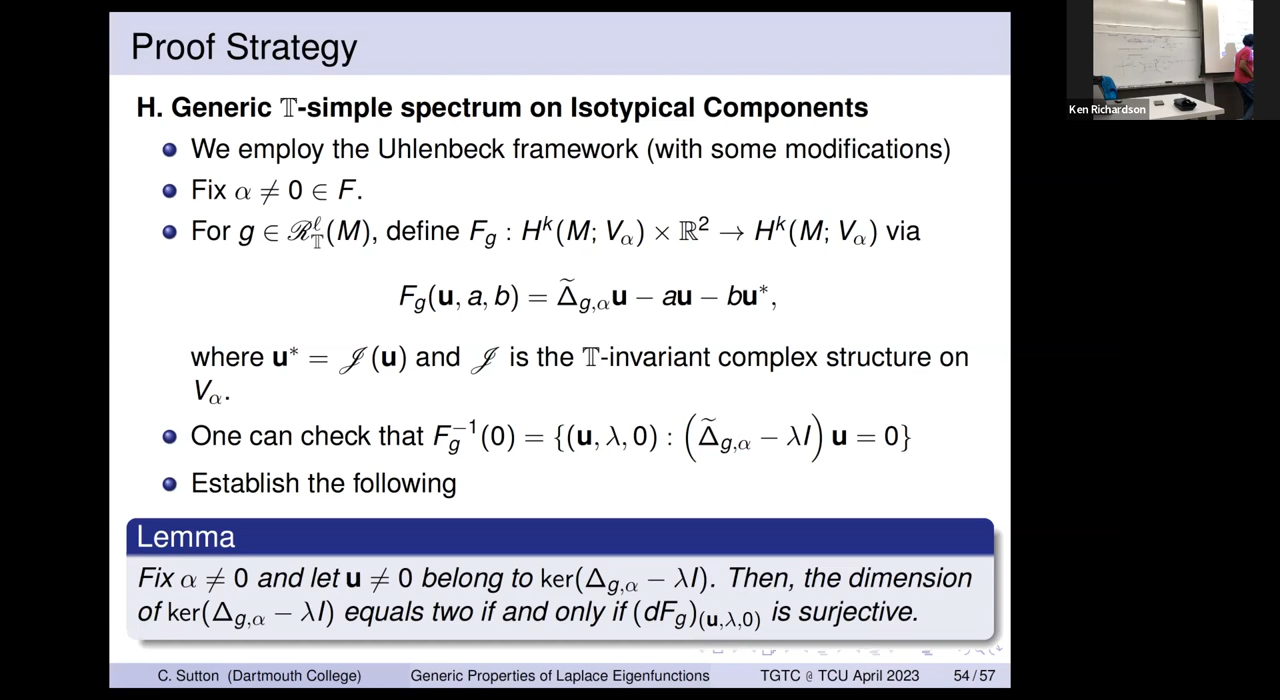 Proof Strategy
H. Generic 𝕋-simple spectrum on Isotypical Components
We employ the Uhlenbeck framework (with some modifications)
Fix α ≠ 0 ∈ F.
For g ∈ ℛ^ℓ_𝕋(M), define F_g : H^k(M; V_α) × ℝ² → H^k(M; V_α) via
F_g(u, a, b) = Δ̃_{g,α}u − au − bu*,
where u* = 𝒥(u) and 𝒥 is the 𝕋-invariant complex structure on
V_α.
One can check that F_g^{−1}(0) = {(u, λ, 0) : (Δ̃_{g,α} − λI) u = 0}
Establish the following
Lemma
Fix α ≠ 0 and let u ≠ 0 belong to ker(Δ_{g,α} − λI). Then, the dimension
of ker(Δ_{g,α} − λI) equals two if and only if (dF_g)_{(u,λ,0)} is surjective.
C. Sutton (Dartmouth College) Generic Properties of Laplace Eigenfunctions TGTC @ TCU April 2023 54 / 57
Ken Richardson